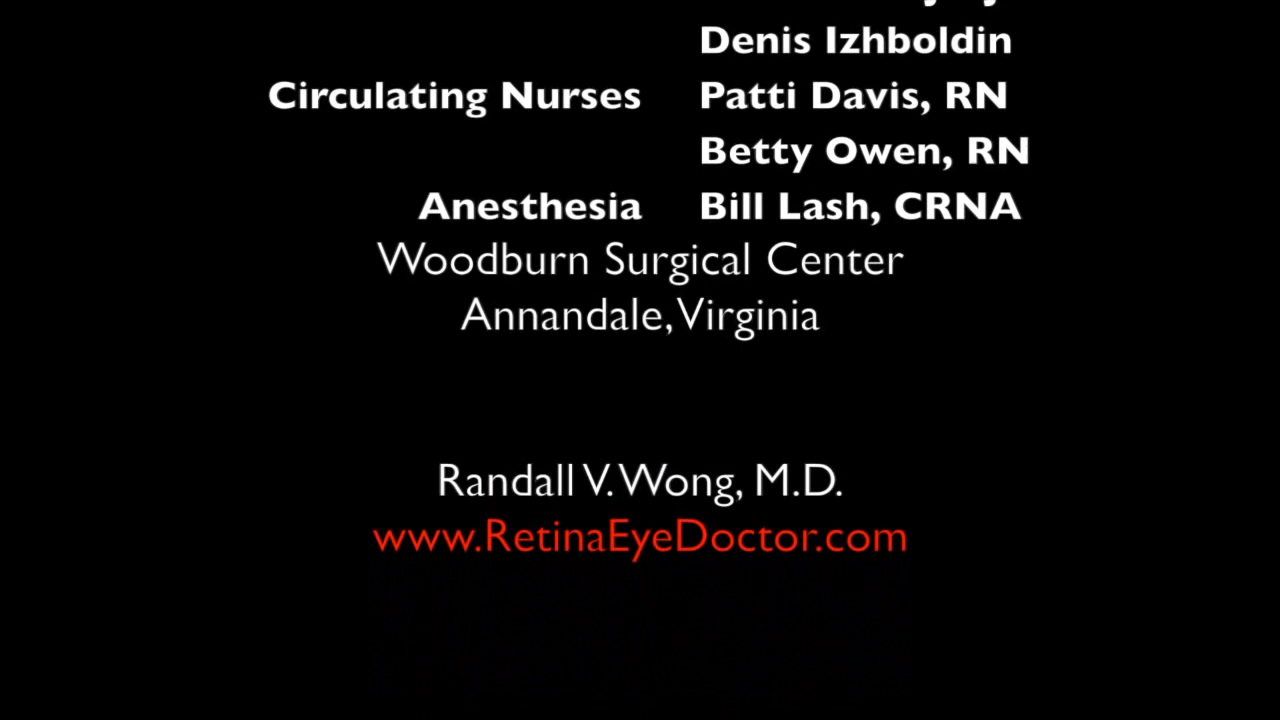 Denis Izhboldin
Circulating Nurses Patti Davis, RN
Betty Owen, RN
Anesthesia Bill Lash, CRNA
Woodburn Surgical Center
Annandale, Virginia
Randall V. Wong, M.D.
www.RetinaEyeDoctor.com